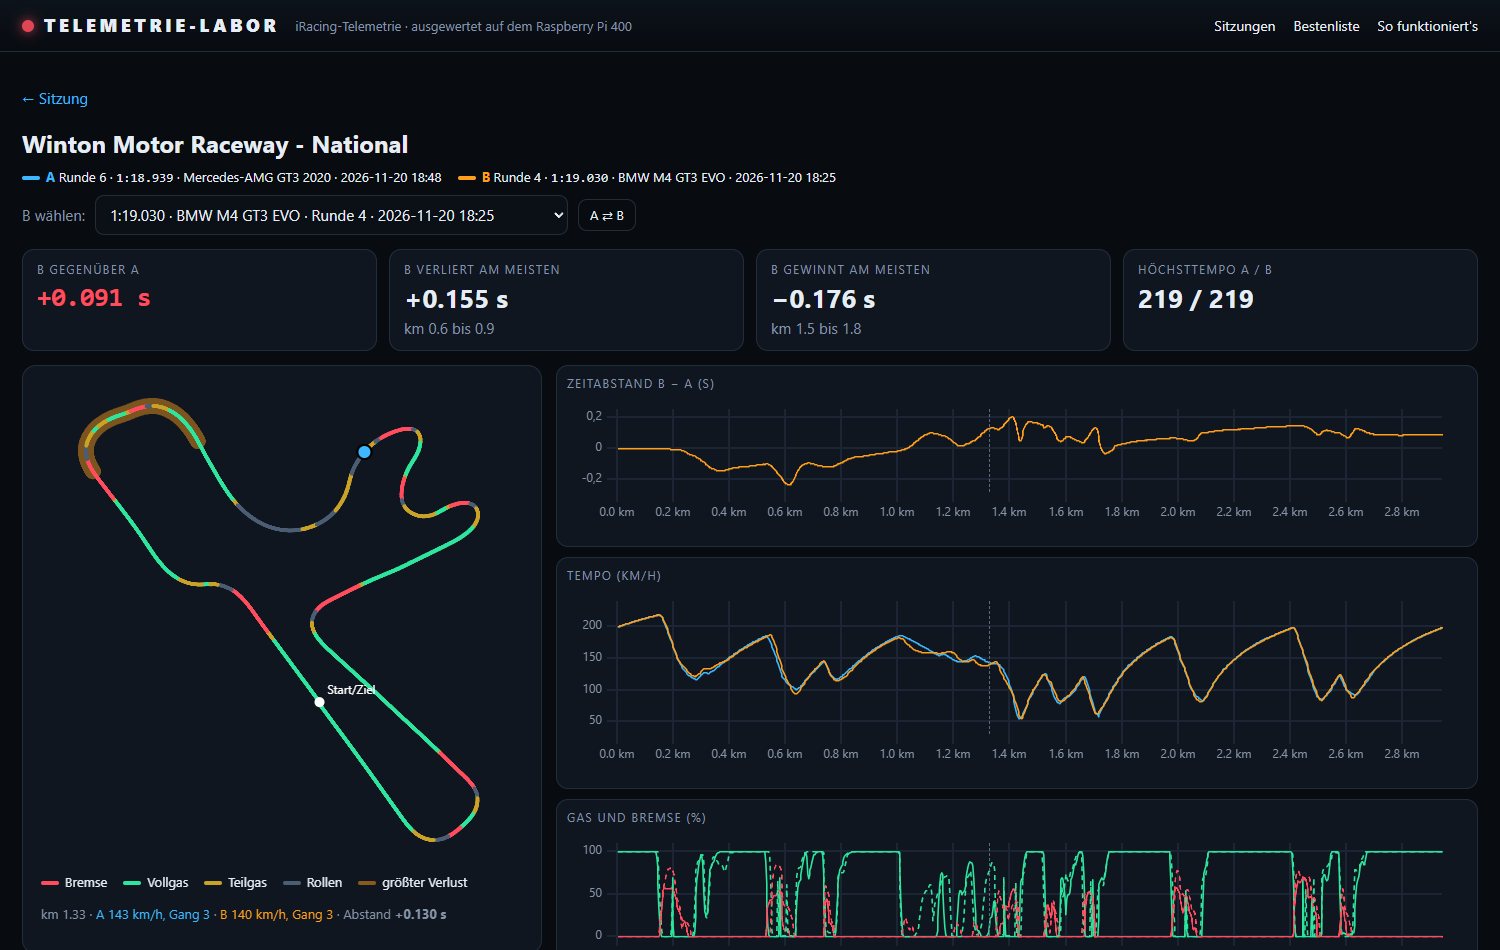 TELEMETRIE-LABOR iRacing-Telemetrie · ausgewertet auf dem Raspberry Pi 400 Sitzungen Bestenliste So funktioniert's
← Sitzung
Winton Motor Raceway - National
A Runde 6 · 1:18.939 · Mercedes-AMG GT3 2020 · 2026-11-20 18:48 B Runde 4 · 1:19.030 · BMW M4 GT3 EVO · 2026-11-20 18:25
B wählen: 1:19.030 · BMW M4 GT3 EVO · Runde 4 · 2026-11-20 18:25 A ⇄ B
B GEGENÜBER A
+0.091 s
B VERLIERT AM MEISTEN
+0.155 s
km 0.6 bis 0.9
B GEWINNT AM MEISTEN
−0.176 s
km 1.5 bis 1.8
HÖCHSTTEMPO A / B
219 / 219
Start/Ziel
Bremse Vollgas Teilgas Rollen größter Verlust
km 1.33 · A 143 km/h, Gang 3 · B 140 km/h, Gang 3 · Abstand +0.130 s
ZEITABSTAND B − A (S)
0,2
0
-0,2
0.0 km 0.2 km 0.4 km 0.6 km 0.8 km 1.0 km 1.2 km 1.4 km 1.6 km 1.8 km 2.0 km 2.2 km 2.4 km 2.6 km 2.8 km
TEMPO (KM/H)
200
150
100
50
0.0 km 0.2 km 0.4 km 0.6 km 0.8 km 1.0 km 1.2 km 1.4 km 1.6 km 1.8 km 2.0 km 2.2 km 2.4 km 2.6 km 2.8 km
GAS UND BREMSE (%)
100
50
0